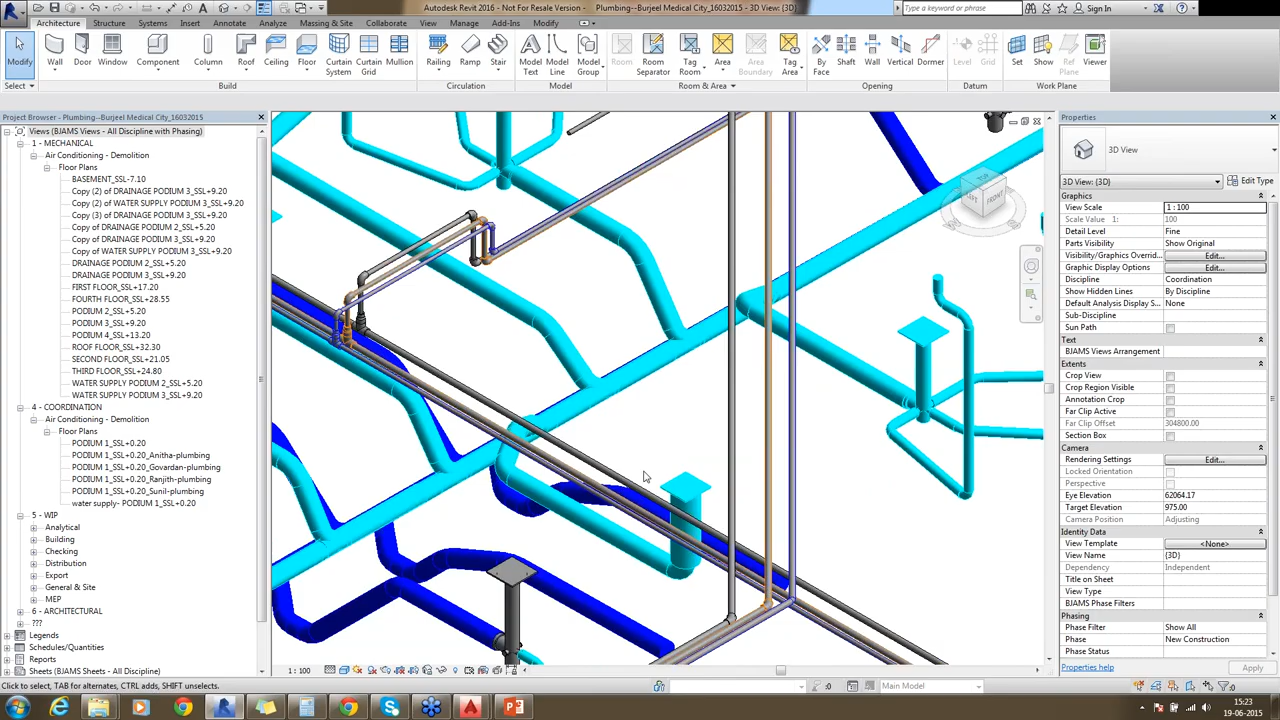 Autodesk Revit 2016 - Not For Resale Version - Plumbing--Burjeel Medical City_16032015 - 3D View: {3D}
Type a keyword or phrase
Sign In
Architecture Structure Systems Insert Annotate Analyze Massing & Site Collaborate View Manage Add-Ins Modify
Modify Wall Door Window Component Column Roof Ceiling Floor Curtain System Curtain Grid Mullion Railing Ramp Stair Model Text Model Line Model Group Room Room Separator Tag Room Area Area Boundary Tag Area By Face Shaft Wall Vertical Dormer Level Grid Set Show Ref Plane Viewer
Select Build Circulation Model Room & Area Opening Datum Work Plane
Project Browser - Plumbing--Burjeel Medical City_16032015
Views (BJAMS Views - All Discipline with Phasing)
1 - MECHANICAL
Air Conditioning - Demolition
Floor Plans
BASEMENT_SSL-7.10
Copy (2) of DRAINAGE PODIUM 3_SSL+9.20
Copy (2) of WATER SUPPLY PODIUM 3_SSL+9.20
Copy (3) of DRAINAGE PODIUM 3_SSL+9.20
Copy of DRAINAGE PODIUM 2_SSL+5.20
Copy of DRAINAGE PODIUM 3_SSL+9.20
Copy of WATER SUPPLY PODIUM 3_SSL+9.20
DRAINAGE PODIUM 2_SSL+5.20
DRAINAGE PODIUM 3_SSL+9.20
FIRST FLOOR_SSL+17.20
FOURTH FLOOR_SSL+28.55
PODIUM 2_SSL+5.20
PODIUM 3_SSL+9.20
PODIUM 4_SSL+13.20
ROOF FLOOR_SSL+32.30
SECOND FLOOR_SSL+21.05
THIRD FLOOR_SSL+24.80
WATER SUPPLY PODIUM 2_SSL+5.20
WATER SUPPLY PODIUM 3_SSL+9.20
4 - COORDINATION
Air Conditioning - Demolition
Floor Plans
PODIUM 1_SSL+0.20
PODIUM 1_SSL+0.20_Anitha-plumbing
PODIUM 1_SSL+0.20_Govardan-plumbing
PODIUM 1_SSL+0.20_Ranjith-plumbing
PODIUM 1_SSL+0.20_Sunil-plumbing
water supply- PODIUM 1_SSL+0.20
5 - WIP
Analytical
Building
Checking
Distribution
Export
General & Site
MEP
6 - ARCHITECTURAL
???
Legends
Schedules/Quantities
Reports
Sheets (BJAMS Sheets - All Discipline)
TOP
LEFT
FRONT
1 : 100
Properties
3D View
3D View: {3D}
Edit Type
Graphics
View Scale 1 : 100
Scale Value 1: 100
Detail Level Fine
Parts Visibility Show Original
Visibility/Graphics Overrid... Edit...
Graphic Display Options Edit...
Discipline Coordination
Show Hidden Lines By Discipline
Default Analysis Display S... None
Sub-Discipline
Sun Path
Text
BJAMS Views Arrangement
Extents
Crop View
Crop Region Visible
Annotation Crop
Far Clip Active
Far Clip Offset 304800.00
Section Box
Camera
Rendering Settings Edit...
Locked Orientation
Perspective
Eye Elevation 62064.17
Target Elevation 975.00
Camera Position Adjusting
Identity Data
View Template <None>
View Name {3D}
Dependency Independent
Title on Sheet
View Type
BJAMS Phase Filters
Phasing
Phase Filter Show All
Phase New Construction
Phase Status
Properties help
Apply
Click to select, TAB for alternates, CTRL adds, SHIFT unselects.
:0
Main Model
:0
15:23
19-06-2015